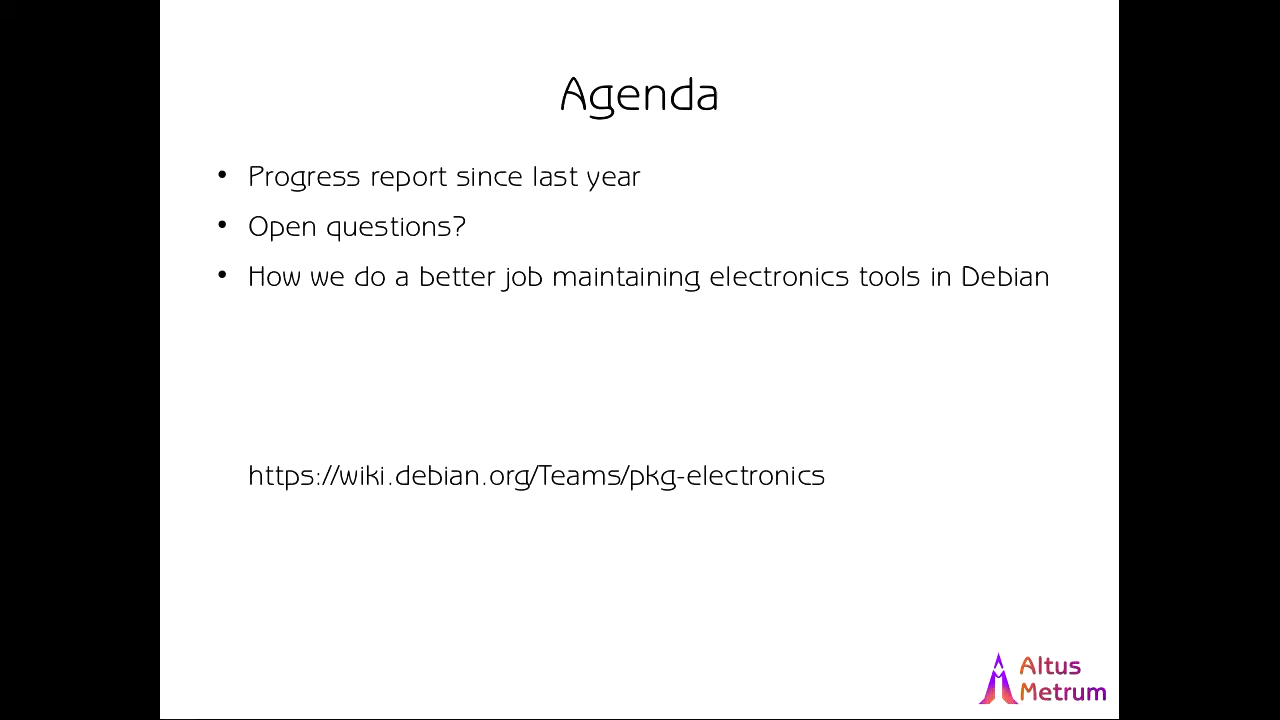 Agenda
• Progress report since last year
• Open questions?
• How we do a better job maintaining electronics tools in Debian
https://wiki.debian.org/Teams/pkg-electronics
Altus
Metrum